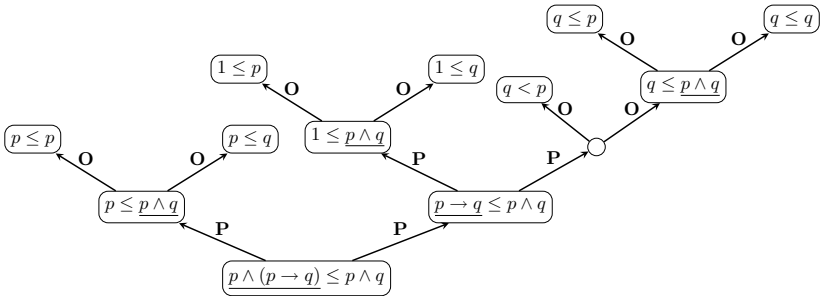 q ≤ p
q ≤ q
O
O
1 ≤ p
1 ≤ q
q < p
q ≤ p ∧ q
O
O
O
O
p ≤ p
p ≤ q
1 ≤ p ∧ q
O
O
P
P
p ≤ p ∧ q
p → q ≤ p ∧ q
P
P
p ∧ (p → q) ≤ p ∧ q